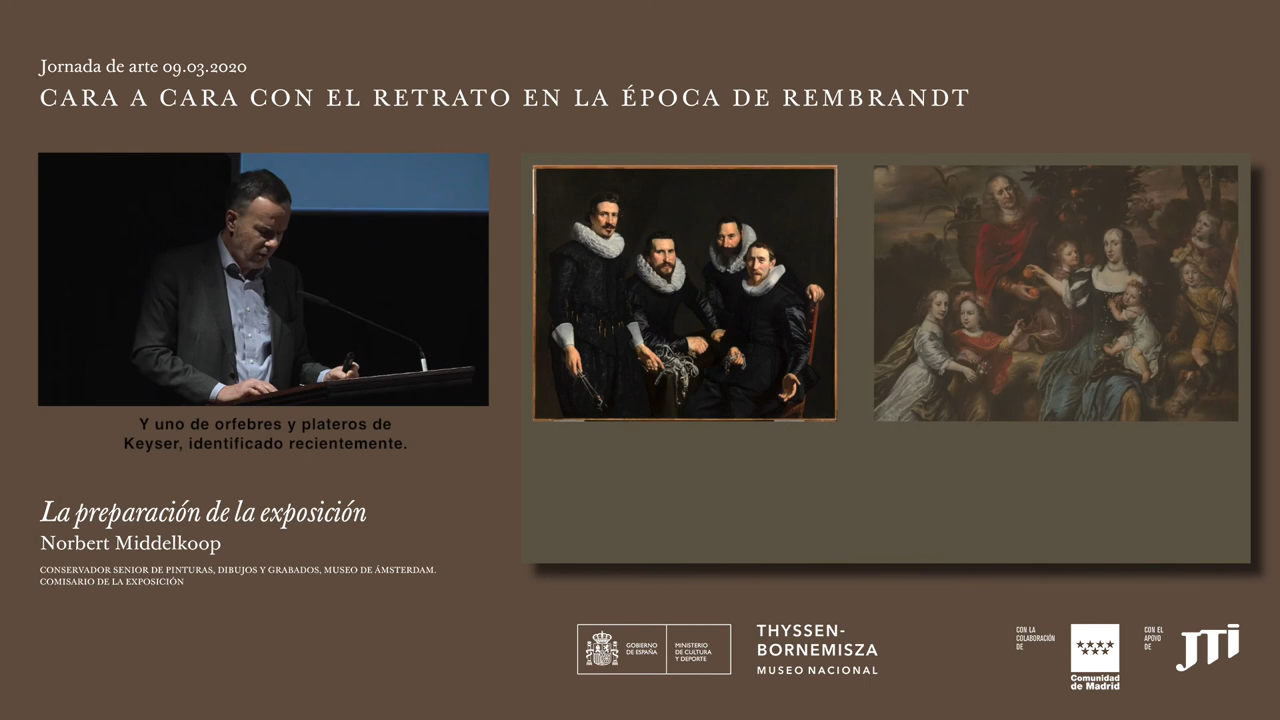 Jornada de arte 09.03.2020
CARA A CARA CON EL RETRATO EN LA ÉPOCA DE REMBRANDT
Y uno de orfebres y plateros de
Keyser, identificado recientemente.
La preparación de la exposición
Norbert Middelkoop
CONSERVADOR SENIOR DE PINTURAS, DIBUJOS Y GRABADOS, MUSEO DE ÁMSTERDAM.
COMISARIO DE LA EXPOSICIÓN
GOBIERNO
DE ESPAÑA
MINISTERIO
DE CULTURA
Y DEPORTE
THYSSEN-
BORNEMISZA
MUSEO NACIONAL
CON LA
COLABORACIÓN
DE
Comunidad
de Madrid
CON EL
APOYO
DE
JTi